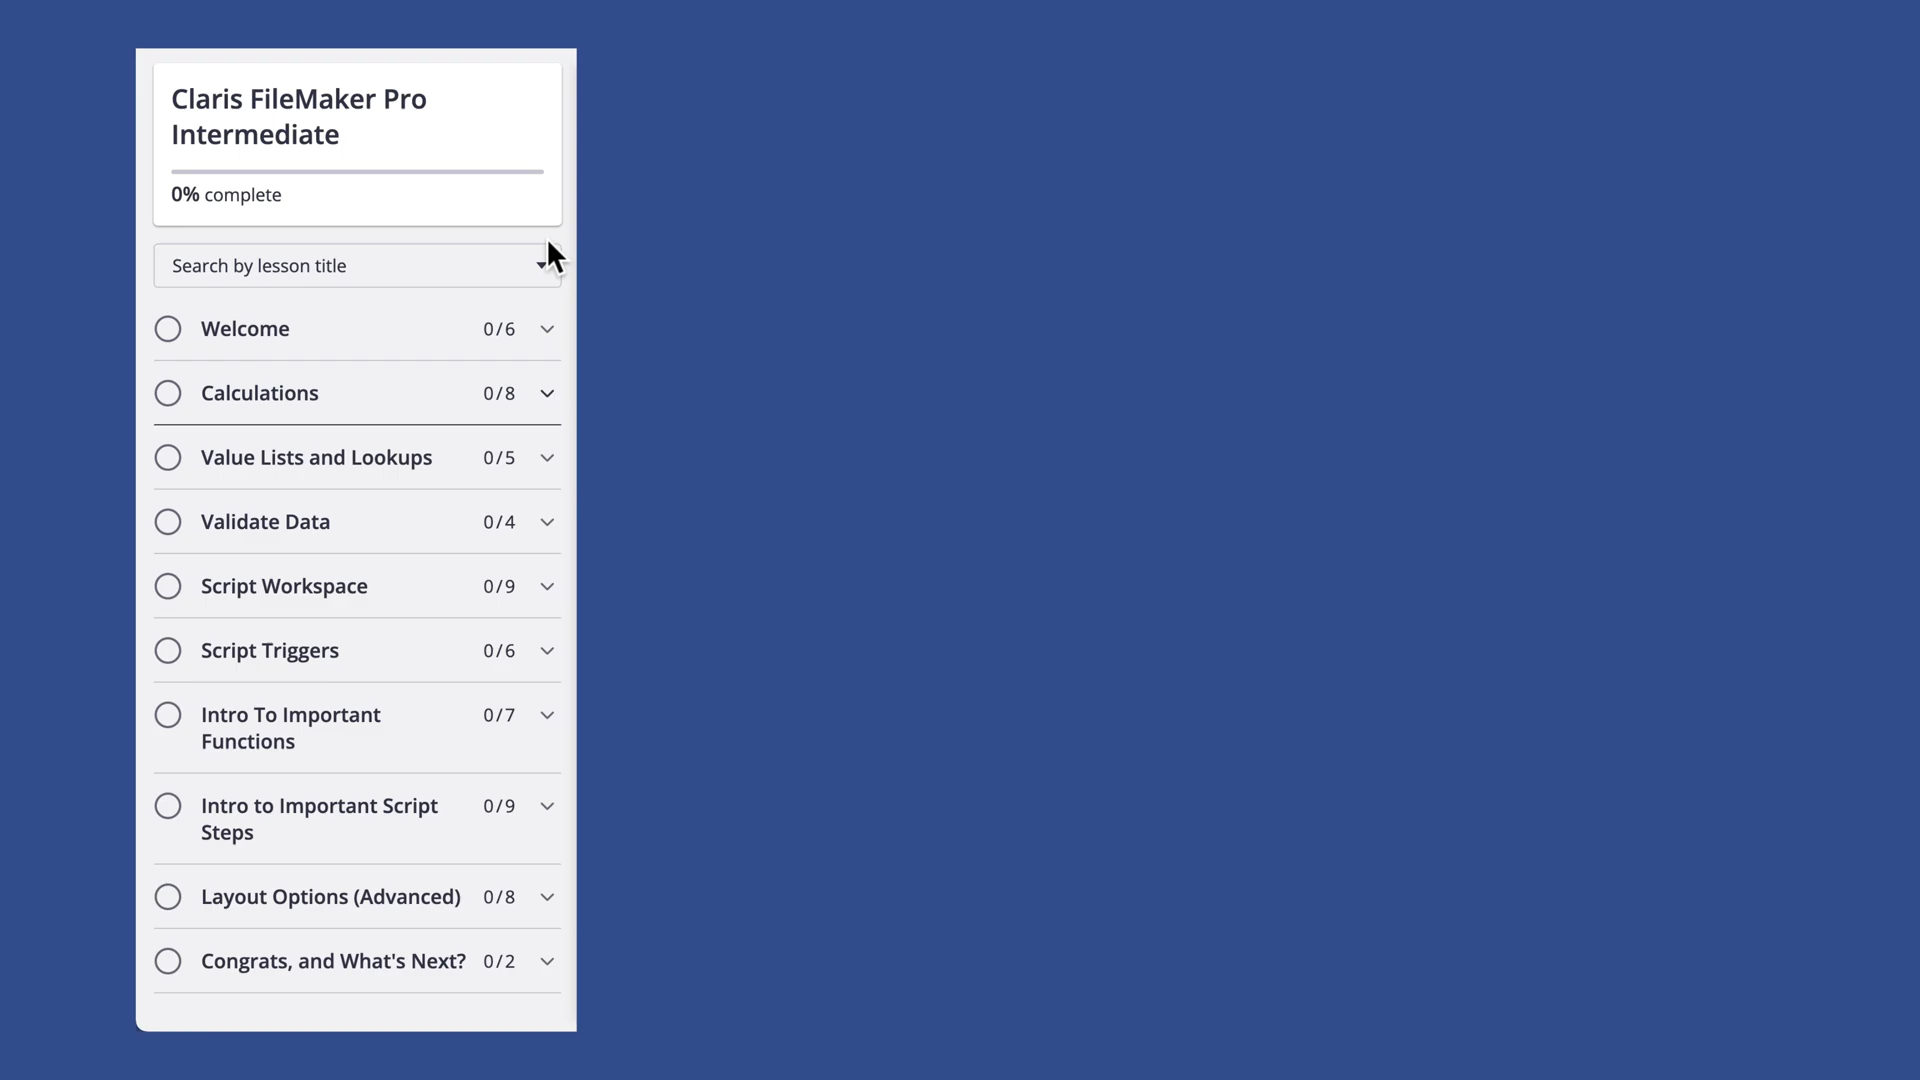 Claris FileMaker Pro
Intermediate
0% complete
Search by lesson title
Welcome 0/6
Calculations 0/8
Value Lists and Lookups 0/5
Validate Data 0/4
Script Workspace 0/9
Script Triggers 0/6
Intro To Important 0/7
Functions
Intro to Important Script 0/9
Steps
Layout Options (Advanced) 0/8
Congrats, and What's Next? 0/2